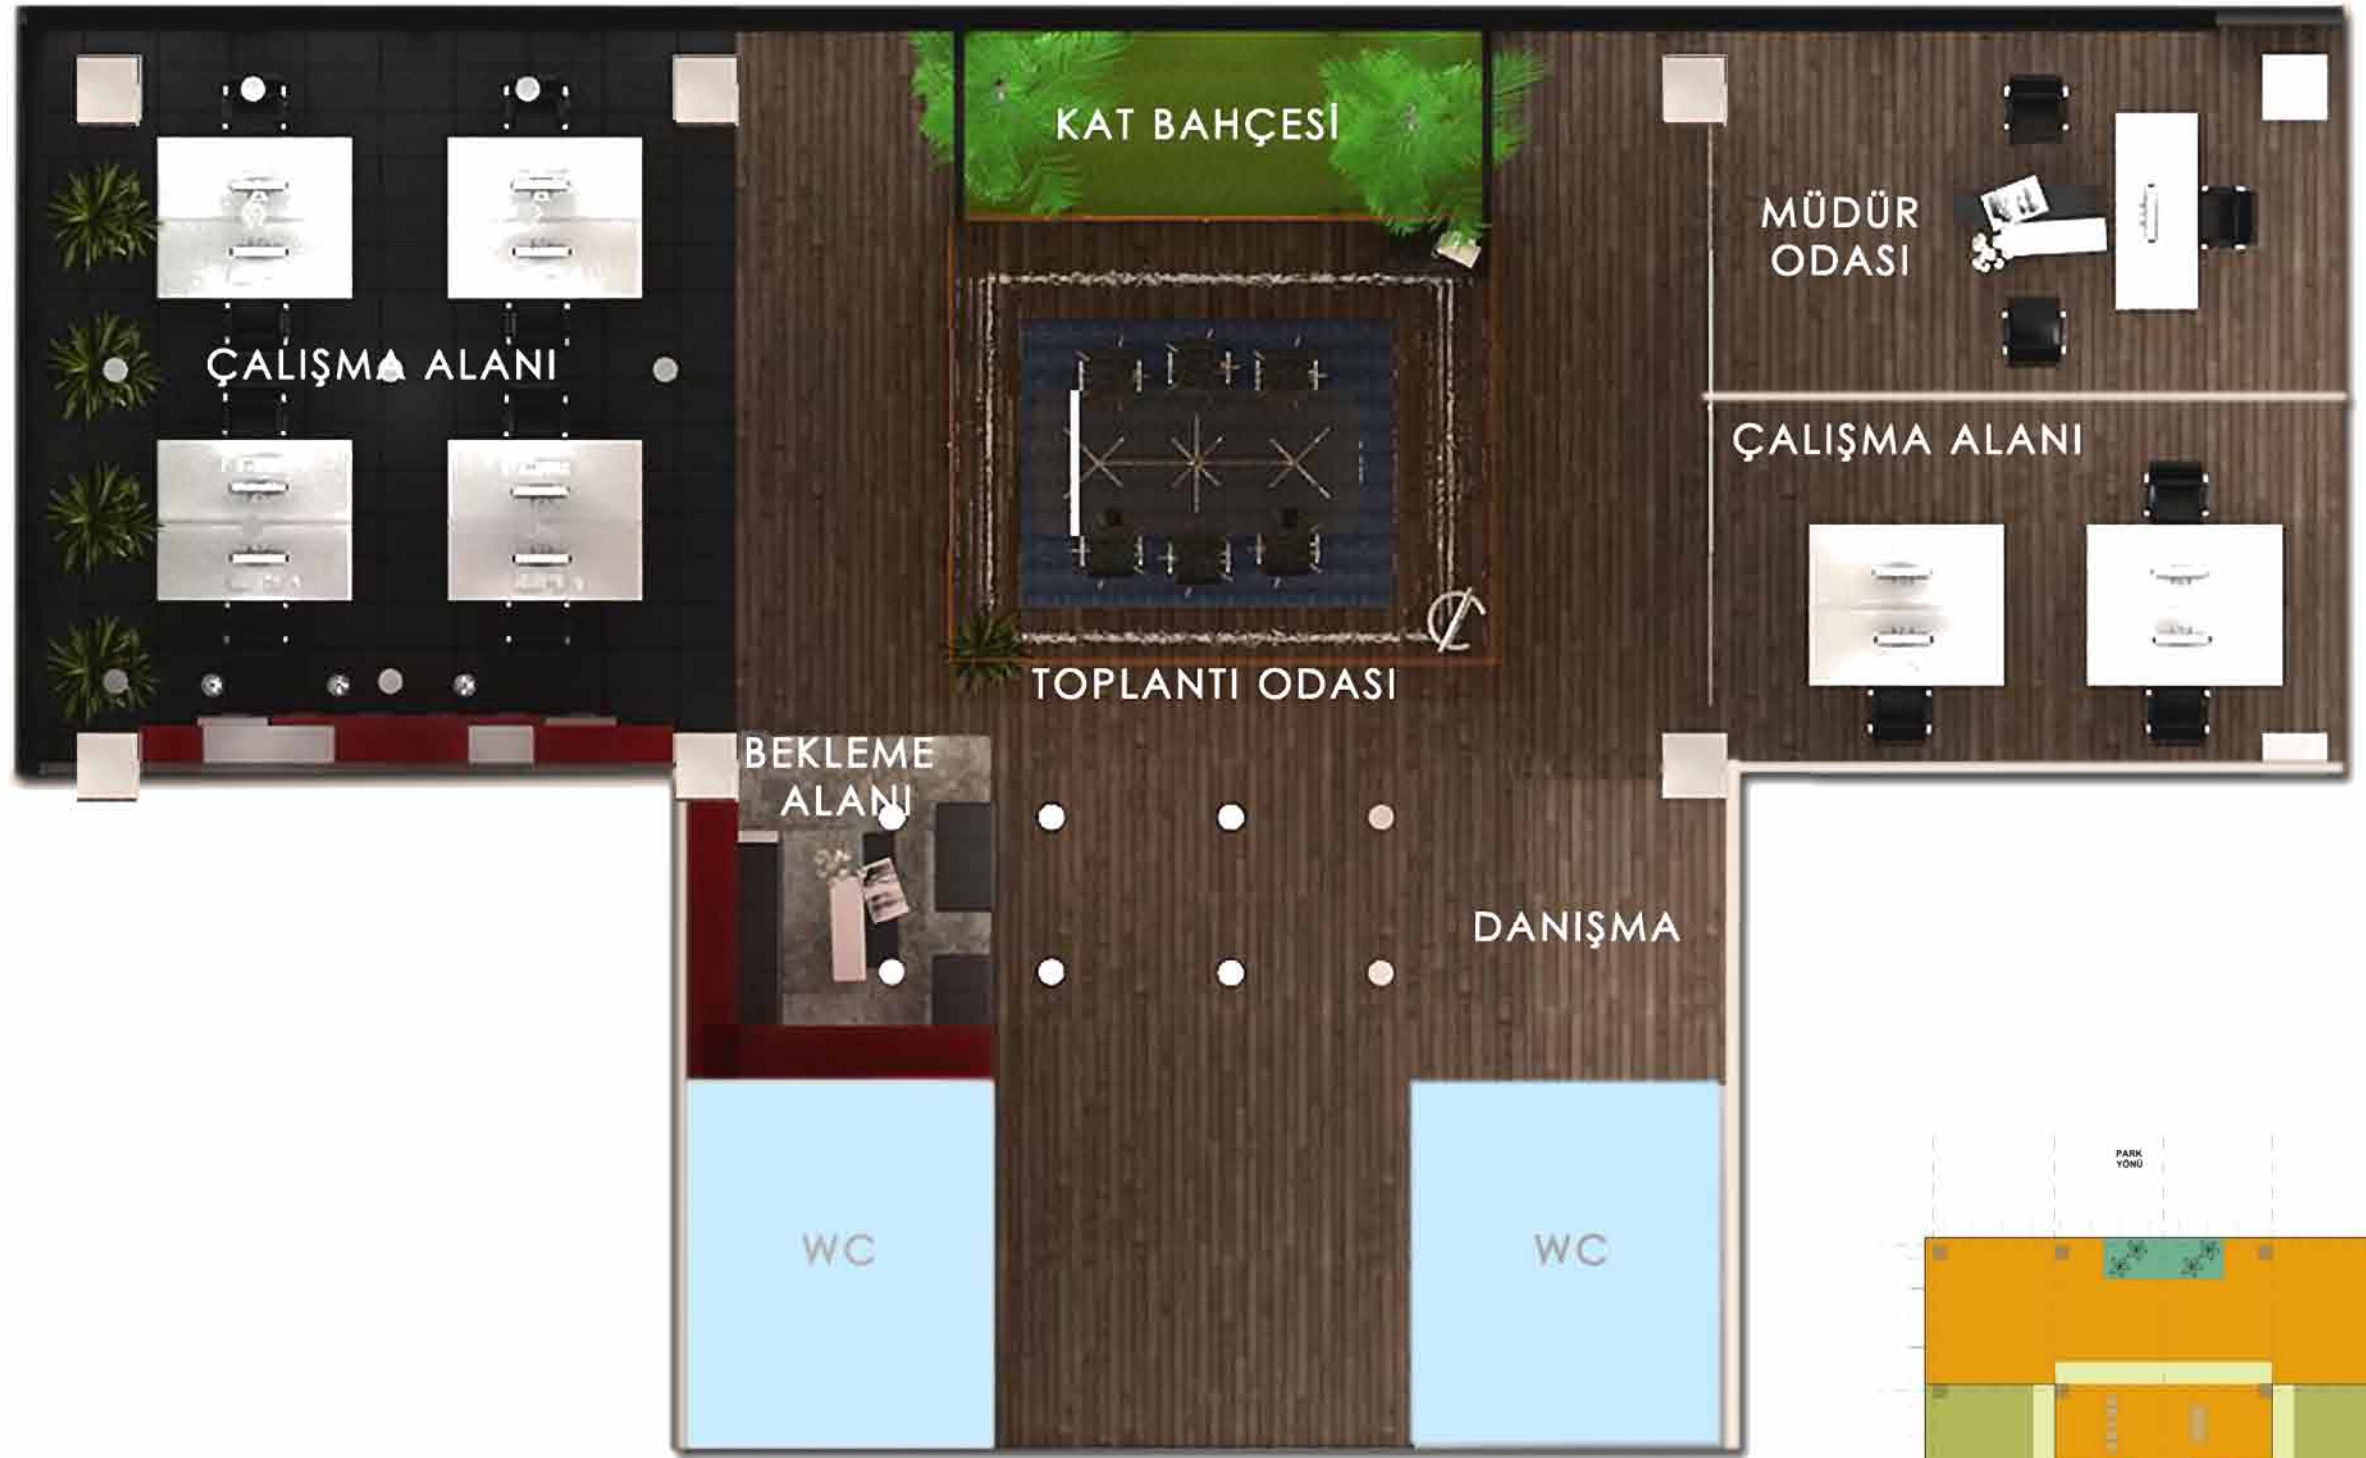 KAT BAHÇESİ
MÜDÜR
ODASI
ÇALIŞMA ALANI
ÇALIŞMA ALANI
TOPLANTI ODASI
BEKLEME
ALANI
DANIŞMA
WC
WC
PARK
YÖNÜ